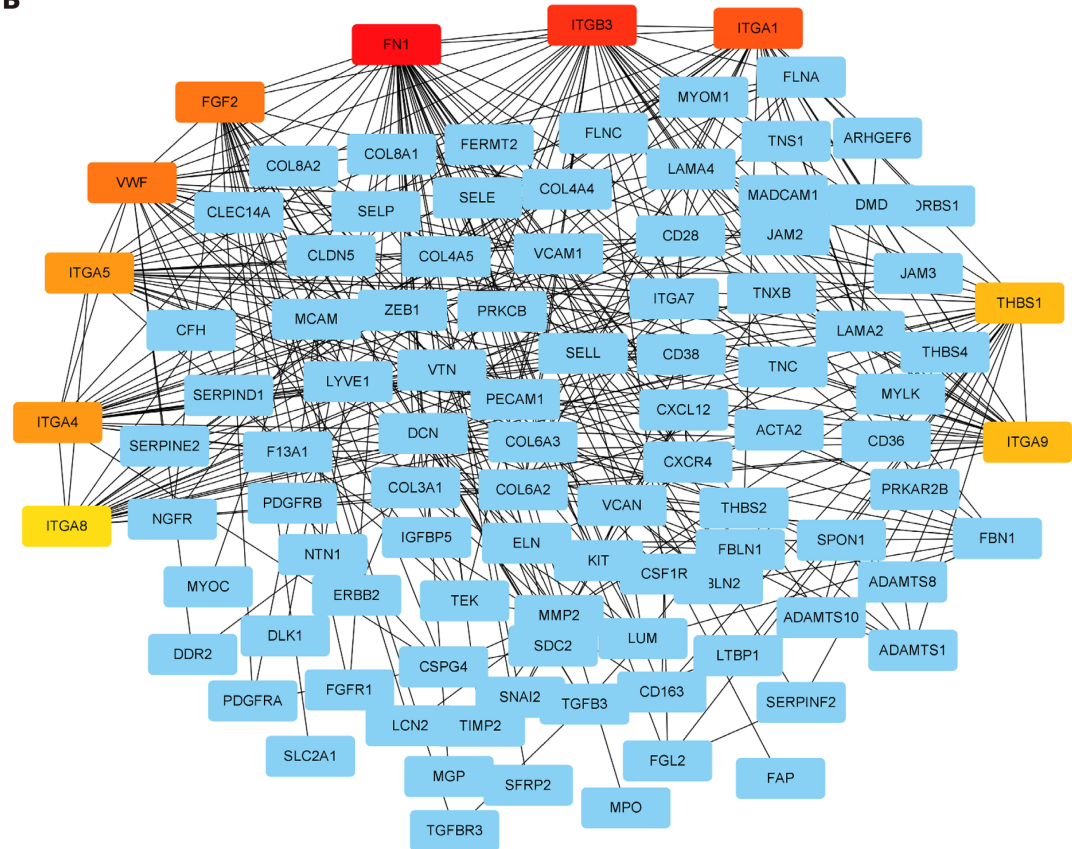 B
FN1
ITGB3
ITGA1
FLNA
MYOM1
FGF2
FLNC
TNS1
ARHGEF6
FERMT2
COL8A1
COL8A2
LAMA4
VWF
COL4A4
MADCAM1
SELE
DMD
ORBS1
CLEC14A
SELP
CD28
JAM2
CLDN5
COL4A5
VCAM1
ITGA5
JAM3
ITGA7
TNXB
THBS1
MCAM
ZEB1
PRKCB
CFH
LAMA2
SELL
CD38
THBS4
TNC
LYVE1
VTN
SERPIND1
PECAM1
MYLK
CXCL12
ITGA4
DCN
ACTA2
COL6A3
CD36
ITGA9
SERPINE2
F13A1
CXCR4
COL3A1
COL6A2
PRKAR2B
PDGFRB
VCAN
THBS2
ITGA8
NGFR
IGFBP5
ELN
SPON1
FBN1
NTN1
FBLN1
KIT
CSF1R
BLN2
ADAMTS8
MYOC
ERBB2
TEK
MMP2
ADAMTS10
DLK1
LUM
SDC2
DDR2
LTBP1
ADAMTS1
CSPG4
FGFR1
CD163
PDGFRA
SNAI2
TGFB3
SERPINF2
LCN2
TIMP2
SLC2A1
FGL2
MGP
SFRP2
FAP
MPO
TGFBR3